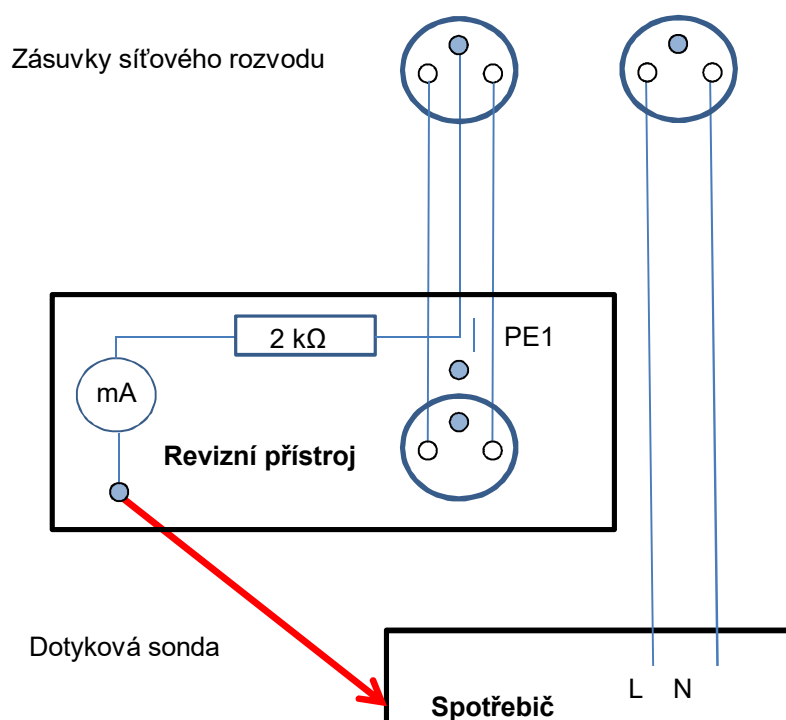 Zásuvky síťového rozvodu
2 kΩ
PE1
mA
Revizní přístroj
Dotyková sonda
L N
Spotřebič